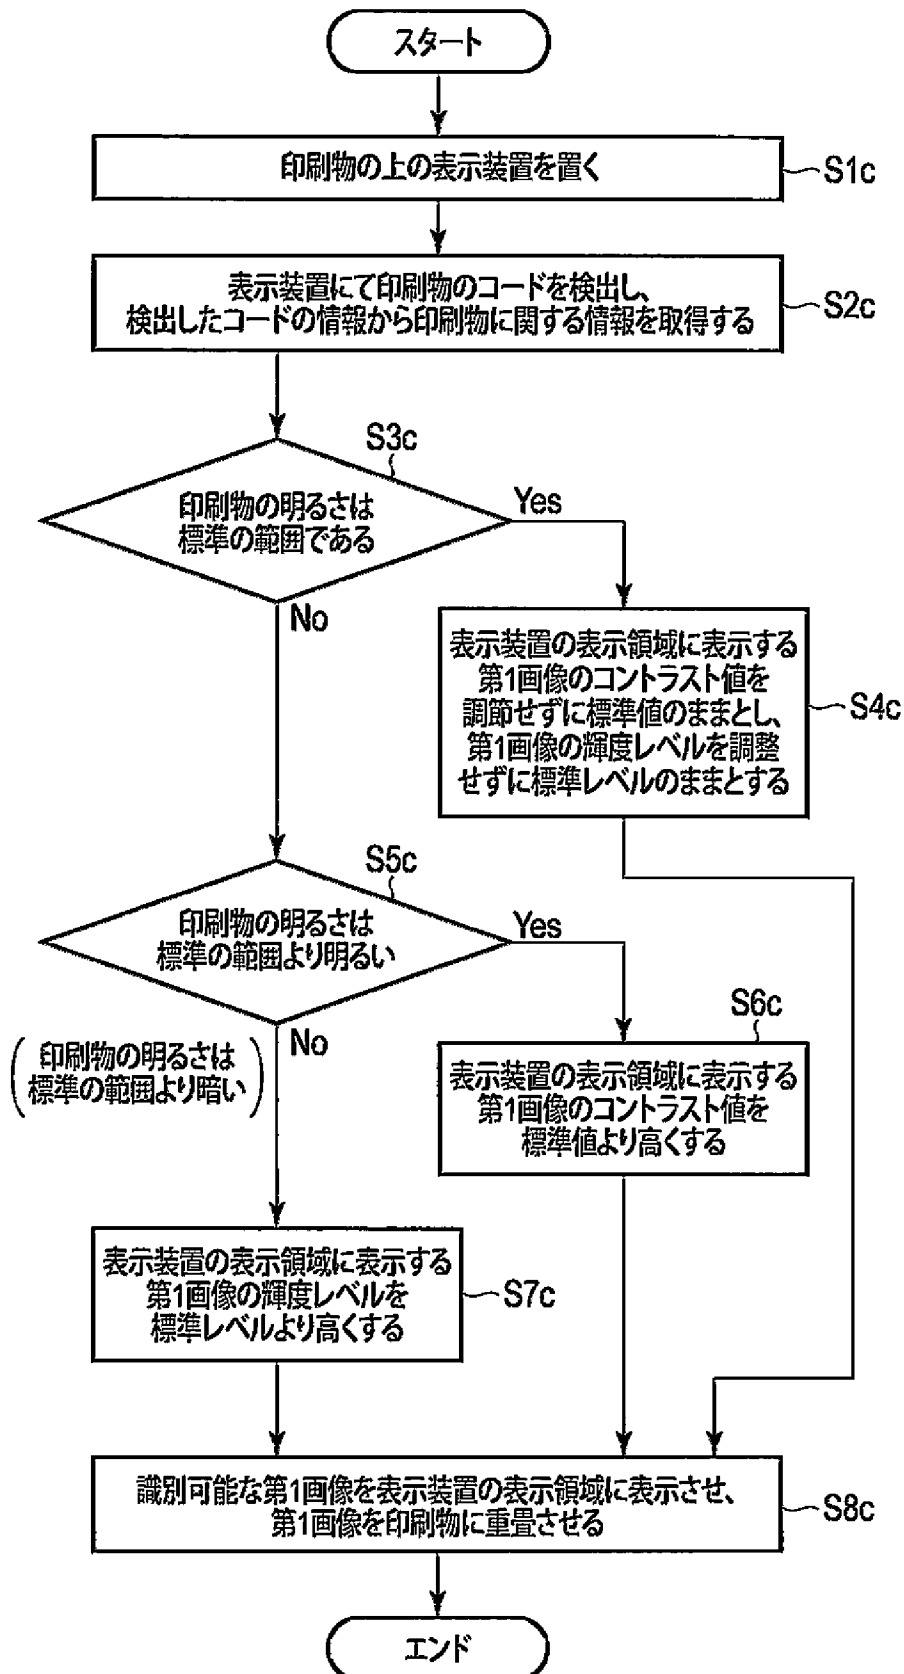 スタート
印刷物の上の表示装置を置く
S1c
表示装置にて印刷物のコードを検出し、
検出したコードの情報から印刷物に関する情報を取得する
S2c
S3c
印刷物の明るさは
標準の範囲である
Yes
No
表示装置の表示領域に表示する
第1画像のコントラスト値を
調節せずに標準値のままとし、
第1画像の輝度レベルを調整
せずに標準レベルのままとする
S4c
S5c
印刷物の明るさは
標準の範囲より明るい
Yes
No
印刷物の明るさは
標準の範囲より暗い
S6c
表示装置の表示領域に表示する
第1画像のコントラスト値を
標準値より高くする
表示装置の表示領域に表示する
第1画像の輝度レベルを
標準レベルより高くする
S7c
識別可能な第1画像を表示装置の表示領域に表示させ、
第1画像を印刷物に重畳させる
S8c
エンド